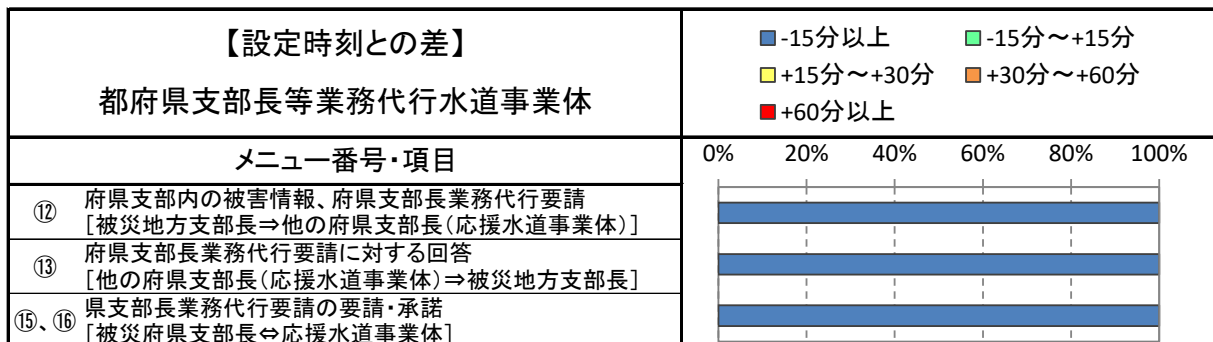 【設定時刻との差】
都府県支部長等業務代行水道事業体
-15分以上 -15分～+15分
+15分～+30分 +30分～+60分
+60分以上
メニュー番号・項目
0% 20% 40% 60% 80% 100%
⑫ 府県支部内の被害情報、府県支部長業務代行要請
[被災地方支部長⇒他の府県支部長(応援水道事業体)]
⑬ 府県支部長業務代行要請に対する回答
[他の府県支部長(応援水道事業体)⇒被災地方支部長]
⑮、⑯ 県支部長業務代行要請の要請・承諾
[被災府県支部長⇔応援水道事業体]